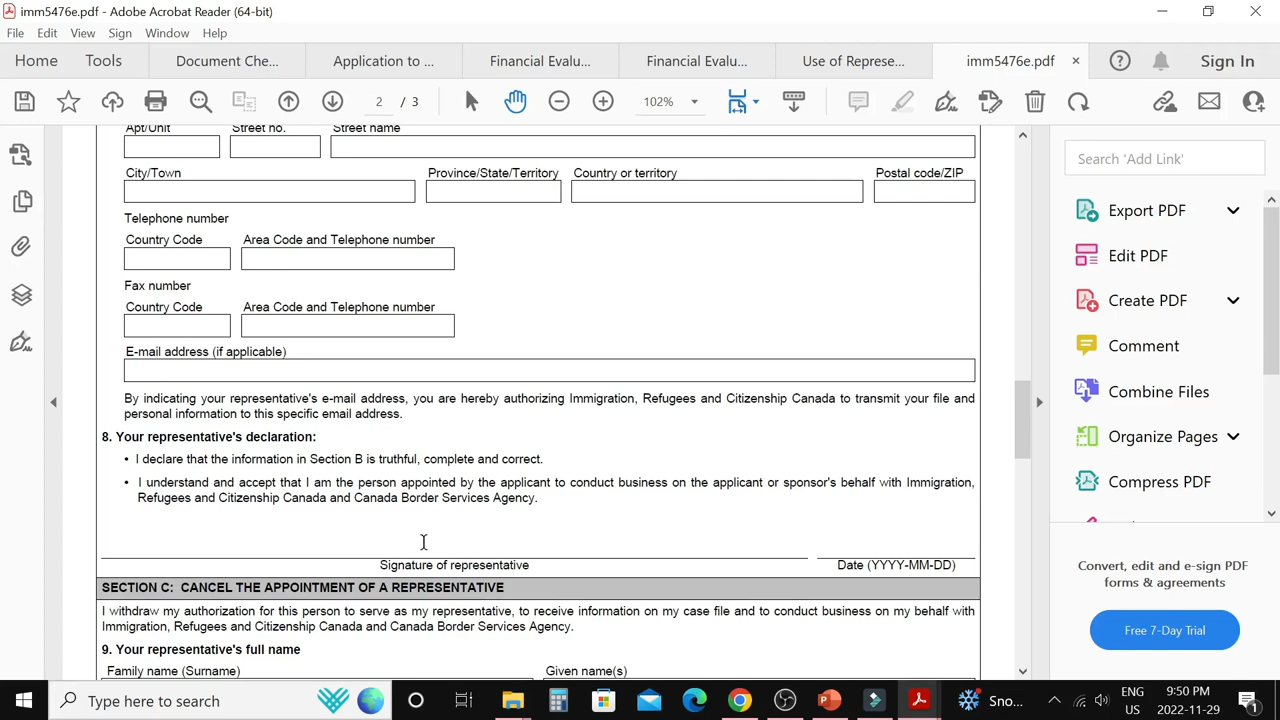 imm5476e.pdf - Adobe Acrobat Reader (64-bit)
File Edit View Sign Window Help
Home Tools Document Che... Application to ... Financial Evalu... Financial Evalu... Use of Represe... imm5476e.pdf × Sign In
2 / 3 102%
Search 'Add Link'
Apt/Unit Street no. Street name
City/Town Province/State/Territory Country or territory Postal code/ZIP
Telephone number
Country Code Area Code and Telephone number
Fax number
Country Code Area Code and Telephone number
E-mail address (if applicable)
By indicating your representative's e-mail address, you are hereby authorizing Immigration, Refugees and Citizenship Canada to transmit your file and
personal information to this specific email address.
8. Your representative's declaration:
• I declare that the information in Section B is truthful, complete and correct.
• I understand and accept that I am the person appointed by the applicant to conduct business on the applicant or sponsor's behalf with Immigration,
Refugees and Citizenship Canada and Canada Border Services Agency.
Signature of representative Date (YYYY-MM-DD)
SECTION C: CANCEL THE APPOINTMENT OF A REPRESENTATIVE
I withdraw my authorization for this person to serve as my representative, to receive information on my case file and to conduct business on my behalf with
Immigration, Refugees and Citizenship Canada and Canada Border Services Agency.
9. Your representative's full name
Family name (Surname) Given name(s)
Export PDF
Edit PDF
Create PDF
Comment
Combine Files
Organize Pages
Compress PDF
Convert, edit and e-sign PDF
forms & agreements
Free 7-Day Trial
Type here to search
Sno...
ENG
US
9:50 PM
2022-11-29
1